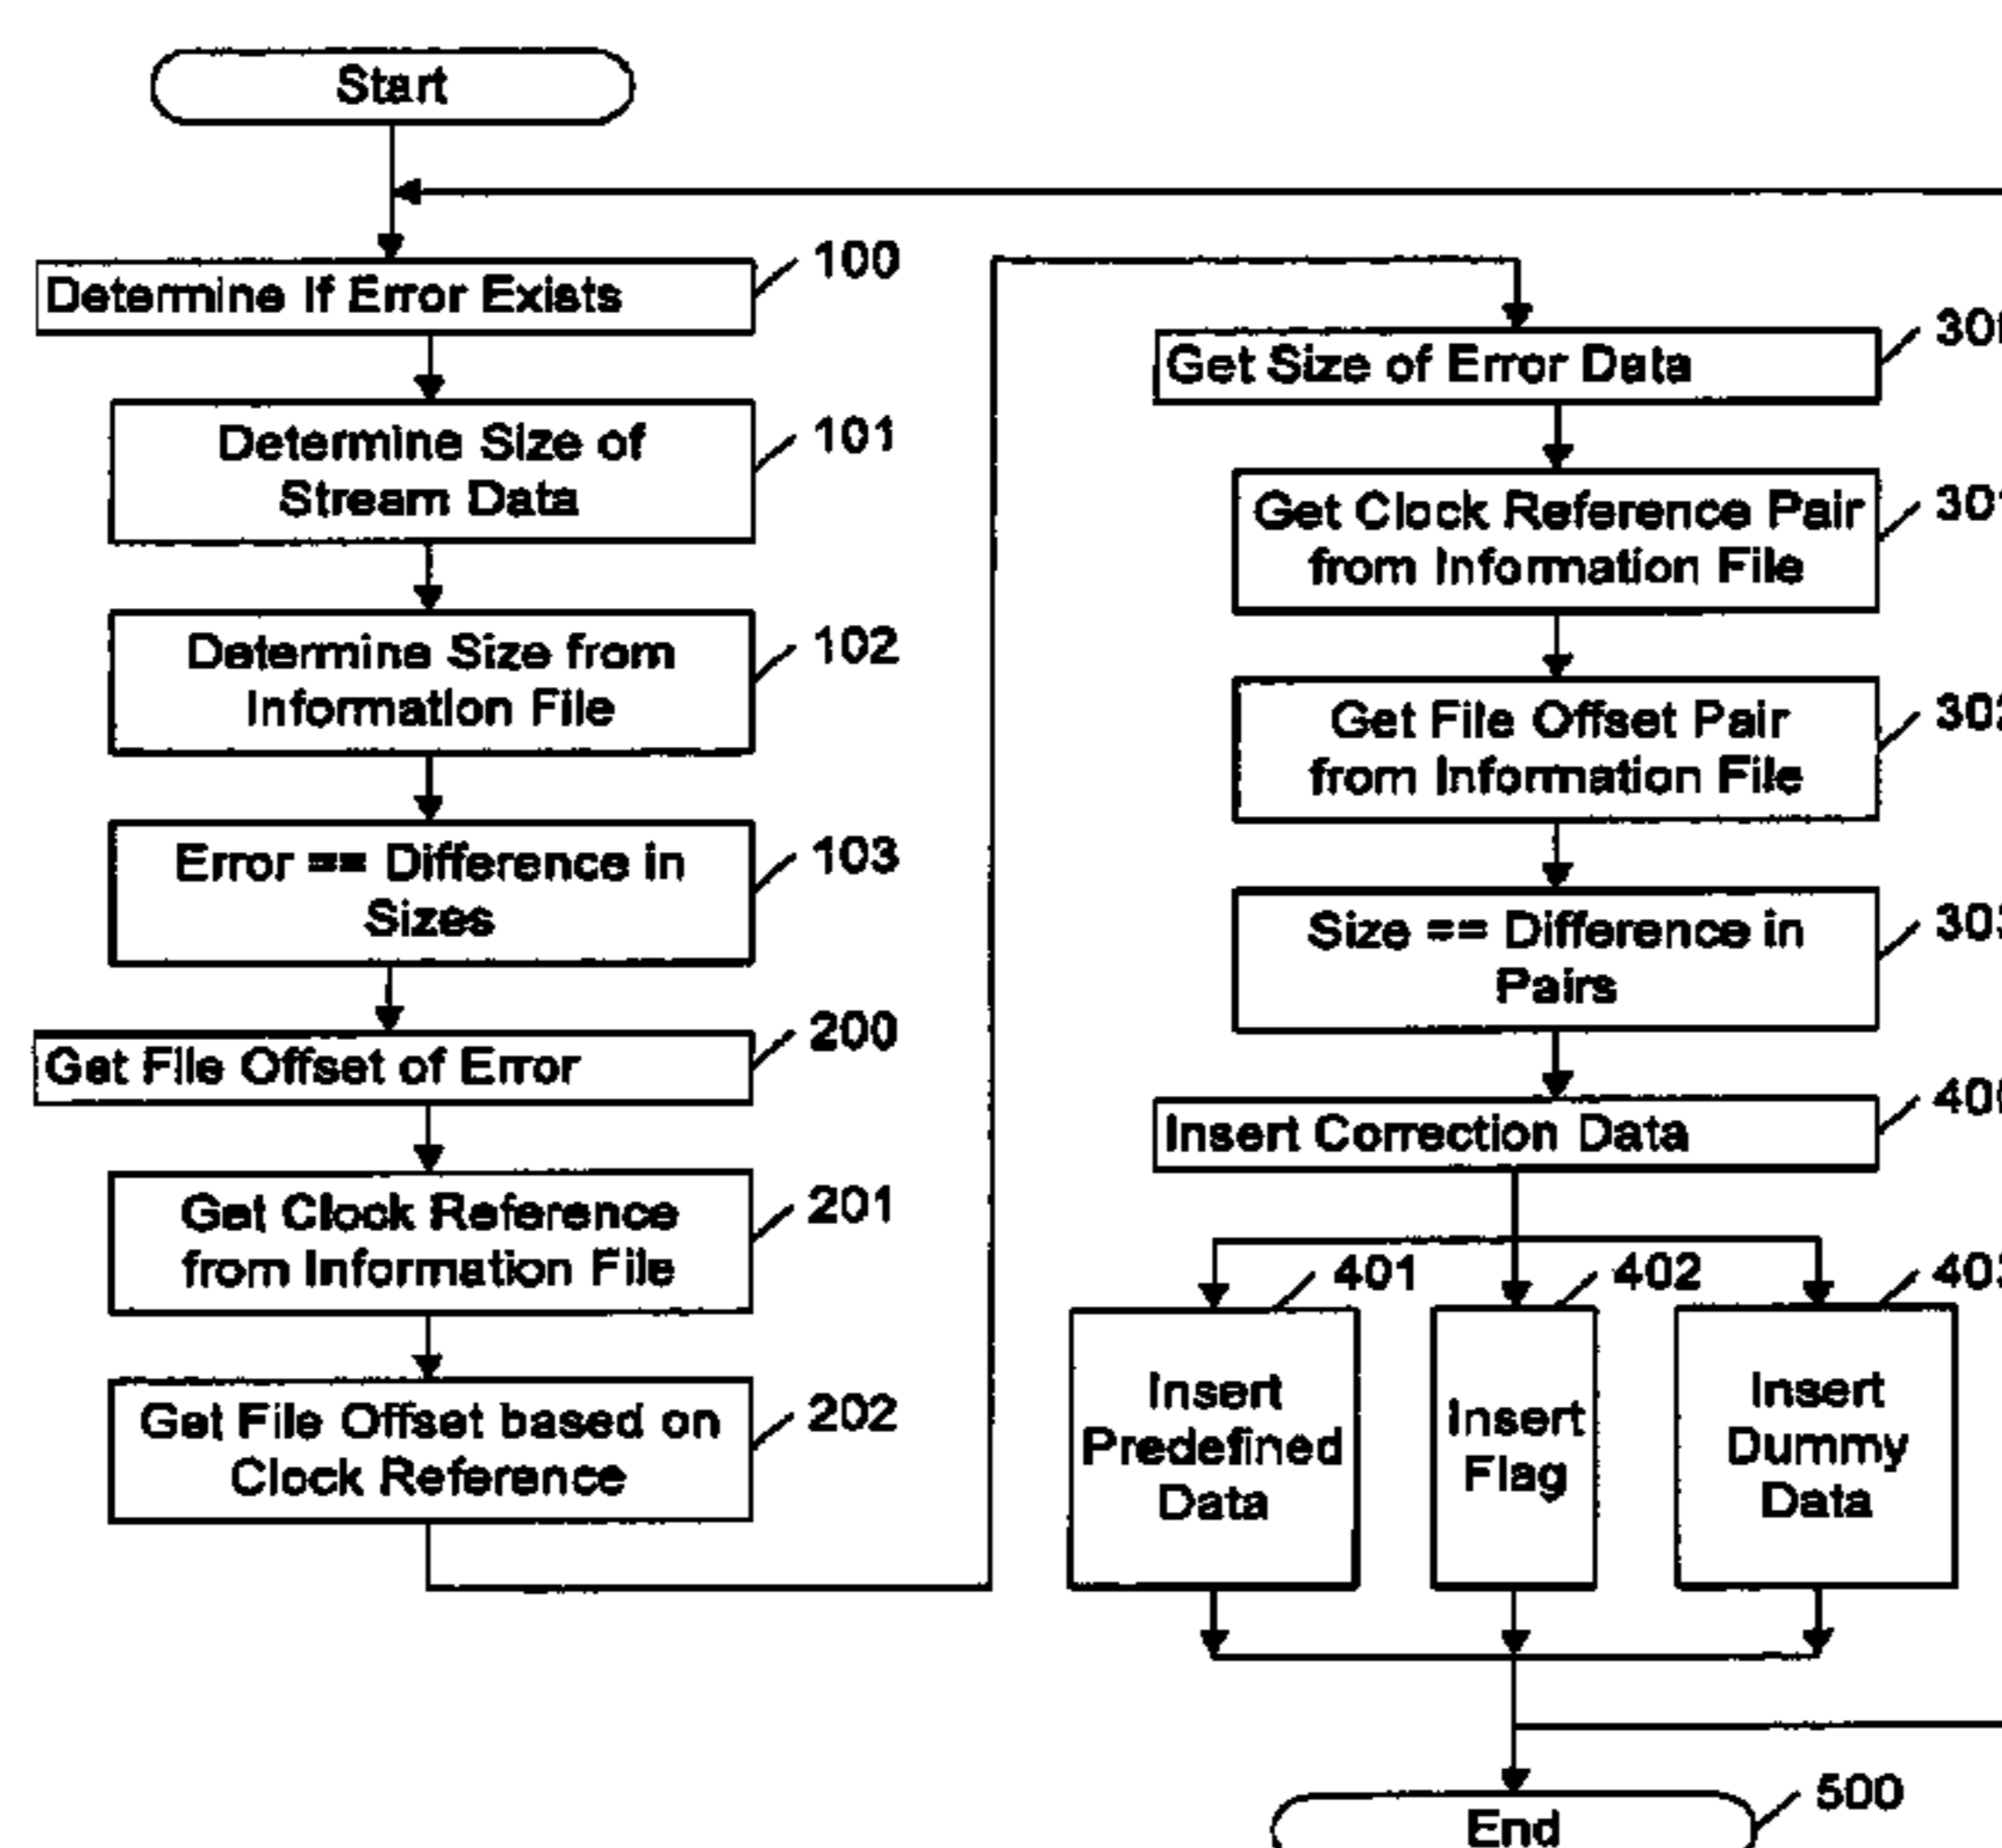 Start
100
Determine If Error Exists
101
Determine Size of
Stream Data
102
Determine Size from
Information File
103
Error == Difference in
Sizes
200
Get File Offset of Error
201
Get Clock Reference
from Information File
202
Get File Offset based on
Clock Reference
Get Size of Error Data
301
Get Clock Reference Pair
from Information File
302
Get File Offset Pair
from Information File
303
Size == Difference in
Pairs
Insert Correction Data
401
Insert
Predefined
Data
402
Insert
Flag
403
Insert
Dummy
Data
500
End